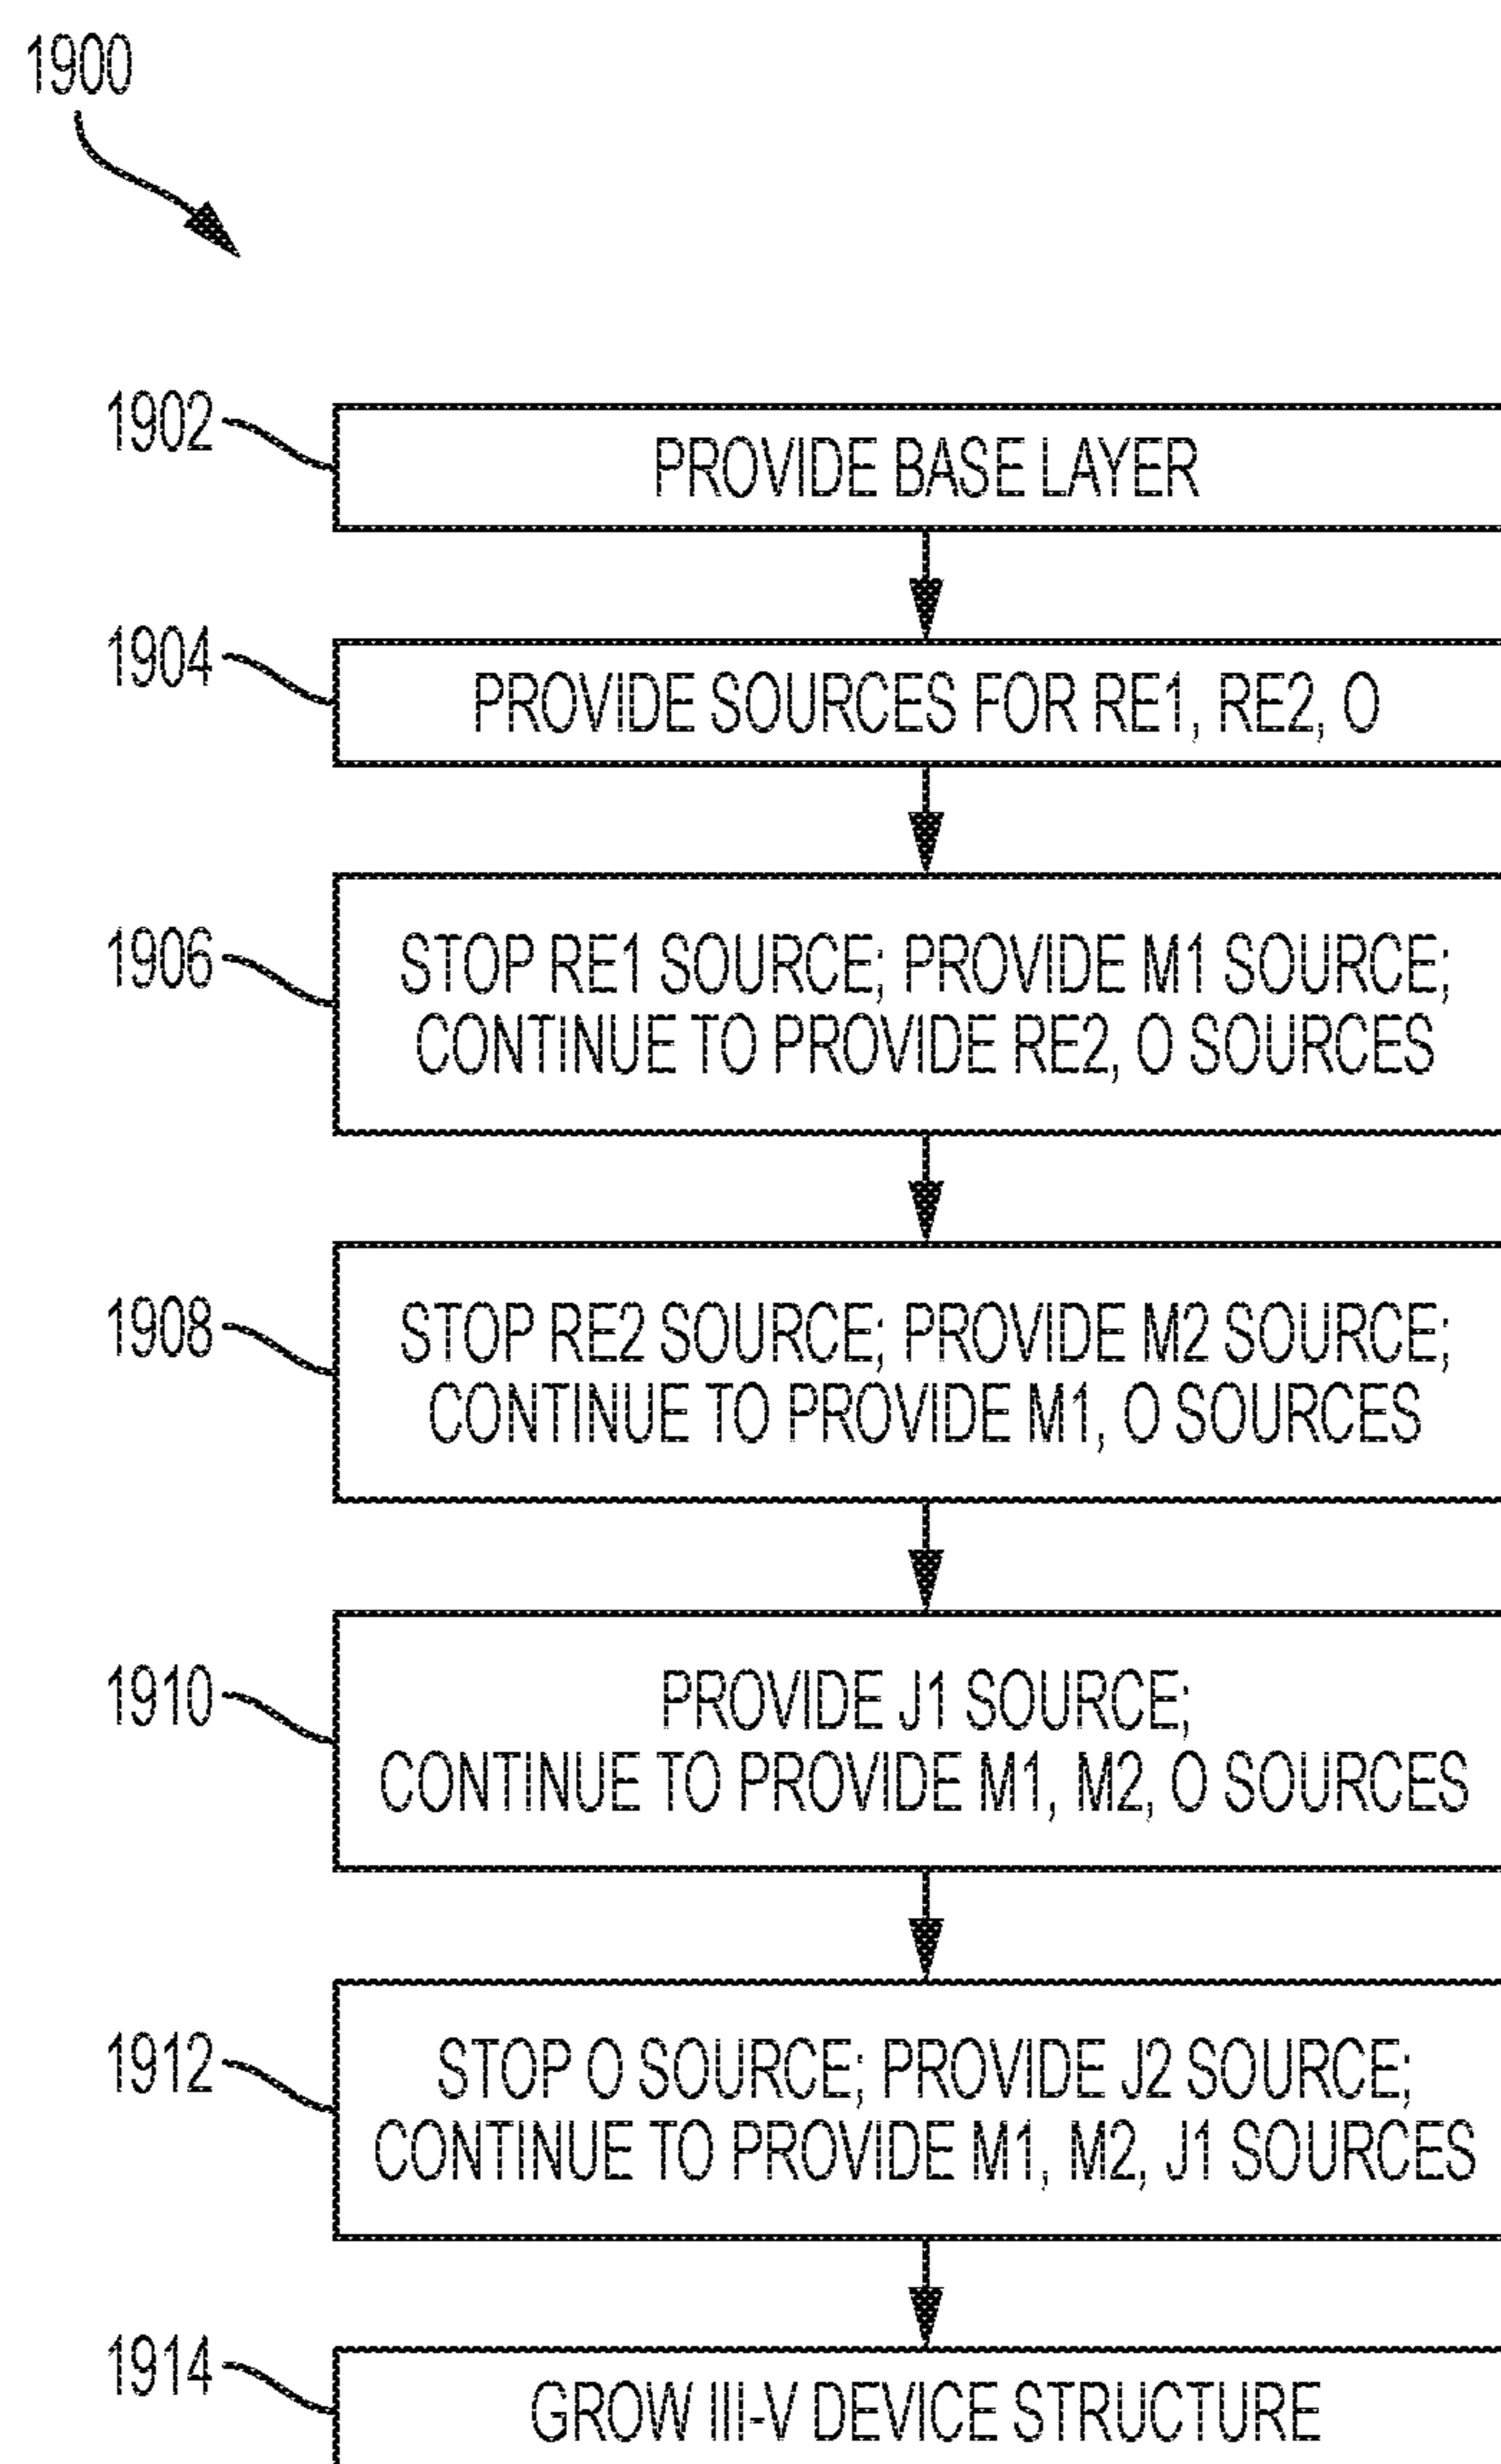 1900
1902
PROVIDE BASE LAYER
1904
PROVIDE SOURCES FOR RE1, RE2, O
1906
STOP RE1 SOURCE; PROVIDE M1 SOURCE;
CONTINUE TO PROVIDE RE2, O SOURCES
1908
STOP RE2 SOURCE; PROVIDE M2 SOURCE;
CONTINUE TO PROVIDE M1, O SOURCES
1910
PROVIDE J1 SOURCE;
CONTINUE TO PROVIDE M1, M2, O SOURCES
1912
STOP O SOURCE; PROVIDE J2 SOURCE;
CONTINUE TO PROVIDE M1, M2, J1 SOURCES
1914
GROW III-V DEVICE STRUCTURE